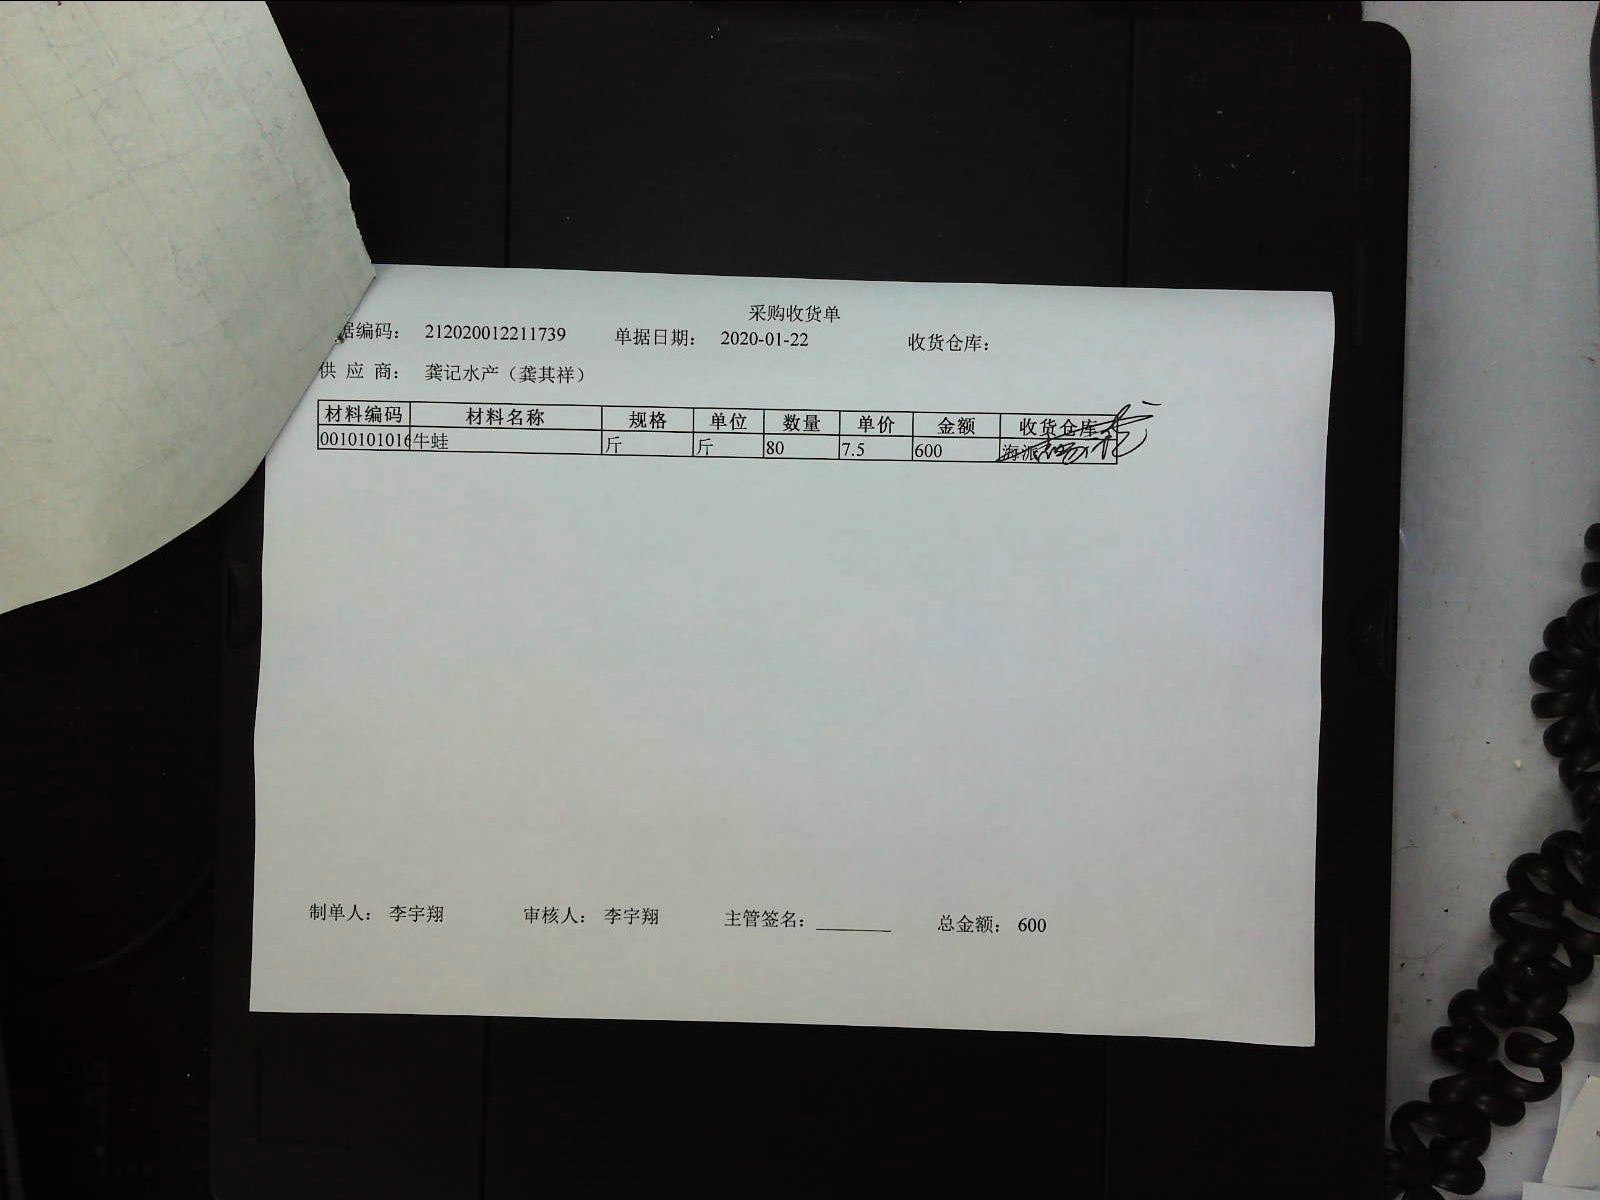 采购收货单
据编码： 212020012211739 单据日期： 2020-01-22 收货仓库：
供 应 商： 龚记水产（龚其祥）
材料编码 材料名称 规格 单位 数量 单价 金额 收货仓库
0010101016 牛蛙 斤 斤 80 7.5 600 海派
制单人： 李宇翔 审核人： 李宇翔 主管签名： 总金额： 600